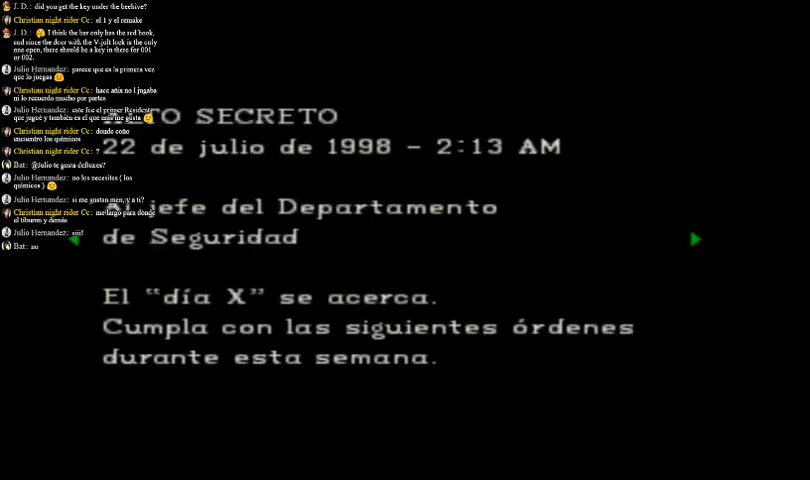 J. D.: did you get the key under the beehive?
Christian night rider Cc: el 1 y el remake
J. D.: 🤔 I think the bar only has the red book,
and since the door with the V-jult lock is the only
one open, there should be a key in there for 001
or 002.
Julio Hernandez: parece que es la primera vez
que lo juegas
Christian night rider Cc: hace añis no l jugaba
ni lo recuerdo mucho por partes
Julio Hernandez: este fue el primer Resident
que jugué y también es el que más me gusta
SECRETO
Christian night rider Cc: donde coño
encuentro los químicos
22 de julio de 1998 - 2:13 AM
Christian night rider Cc: ?
Bat: @Julio te gusta deftones?
Julio Hernandez: no los necesitas ( los
químicos )
Julio Hernandez: si me gustan men, y a ti?
Christian night rider Cc: me largo para donde
el tiburon y demás
jefe del Departamento
de Seguridad
Julio Hernandez:
Bat: no
El "día X" se acerca.
Cumpla con las siguientes órdenes
durante esta semana.